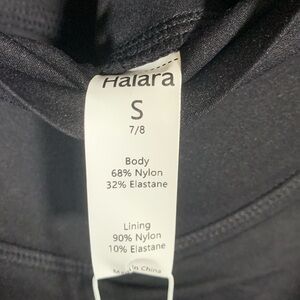 Halara
S
7/8
Body
68% Nylon
32% Elastane
Lining
90% Nylon
10% Elastane
Made in China